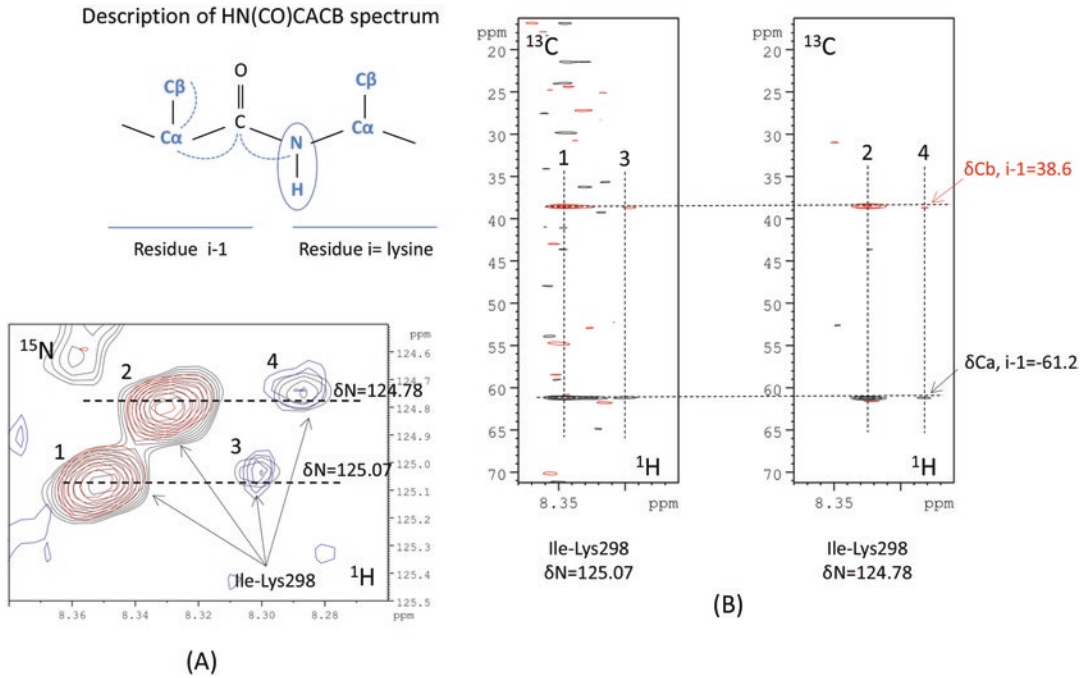 Description of HN(CO)CACB spectrum
O
Cβ
Cβ
Cα
C
N
Cα
H
Residue i-1
Residue i= lysine
15N
ppm
124.6
124.7
124.8
124.9
125.0
125.1
125.2
125.3
125.4
125.5
2
4
δN=124.78
1
3
δN=125.07
Ile-Lys298
1H
8.36
8.34
8.32
8.30
8.28
ppm
(A)
ppm
13C
20
25
30
35
40
45
50
55
60
65
70
1
3
1H
8.35
ppm
Ile-Lys298
δN=125.07
ppm
13C
20
25
30
35
40
45
50
55
60
65
70
2
4
1H
8.35
ppm
Ile-Lys298
δN=124.78
δCb, i-1=38.6
δCa, i-1=-61.2
(B)